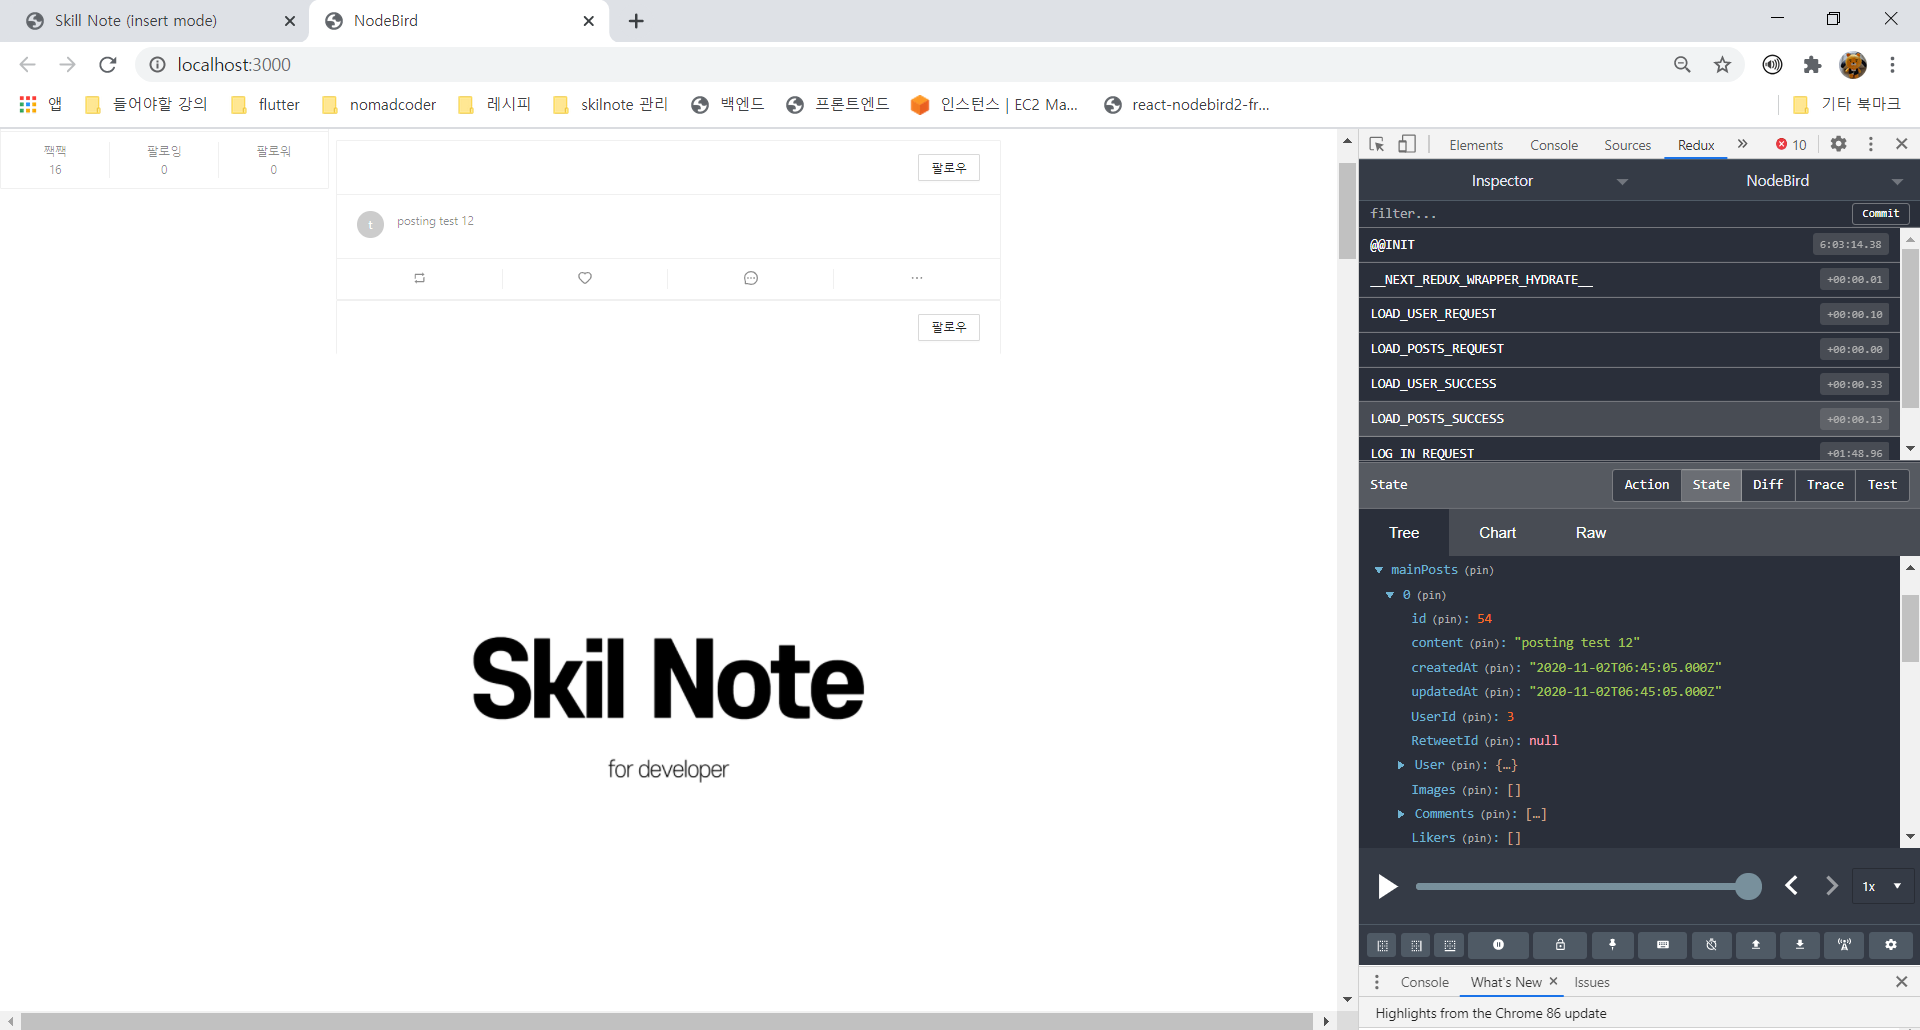 Skill Note (insert mode)
NodeBird
localhost:3000
앱
들어야할 강의
flutter
nomadcoder
레시피
skilnote 관리
백엔드
프론트엔드
인스턴스 | EC2 Ma...
react-nodebird2-fr...
기타 북마크
짹짹
16
팔로잉
0
팔로워
0
팔로우
t
posting test 12
팔로우
Skil Note
for developer
Elements
Console
Sources
Redux
10
Inspector
NodeBird
filter...
Commit
@@INIT
6:03:14.38
__NEXT_REDUX_WRAPPER_HYDRATE__
+00:00.01
LOAD_USER_REQUEST
+00:00.10
LOAD_POSTS_REQUEST
+00:00.00
LOAD_USER_SUCCESS
+00:00.33
LOAD_POSTS_SUCCESS
+00:00.13
LOG_IN_REQUEST
+01:48.96
State
Action
State
Diff
Trace
Test
Tree
Chart
Raw
mainPosts (pin)
0 (pin)
id (pin): 54
content (pin): "posting test 12"
createdAt (pin): "2020-11-02T06:45:05.000Z"
updatedAt (pin): "2020-11-02T06:45:05.000Z"
UserId (pin): 3
RetweetId (pin): null
User (pin): {…}
Images (pin): []
Comments (pin): […]
Likers (pin): []
1x
Console
What's New
Issues
Highlights from the Chrome 86 update